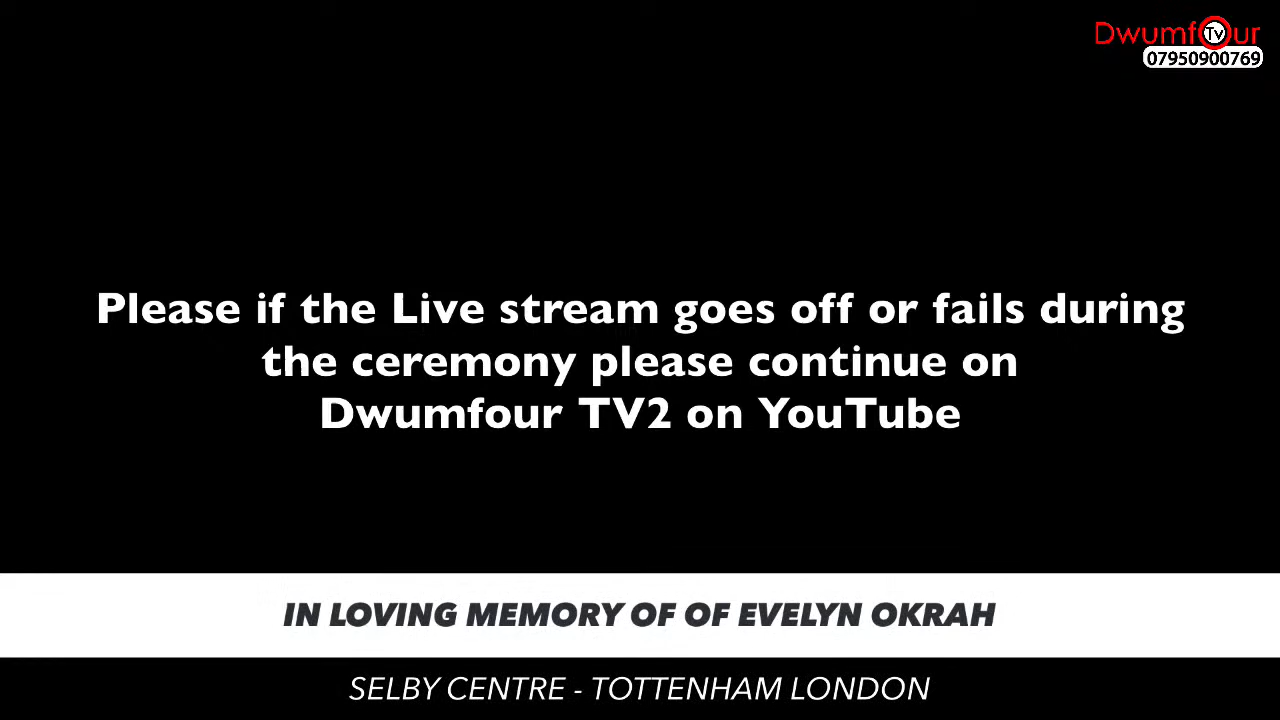 DwumfOur
TV
07950900769
Please if the Live stream goes off or fails during
the ceremony please continue on
Dwumfour TV2 on YouTube
IN LOVING MEMORY OF OF EVELYN OKRAH
SELBY CENTRE - TOTTENHAM LONDON